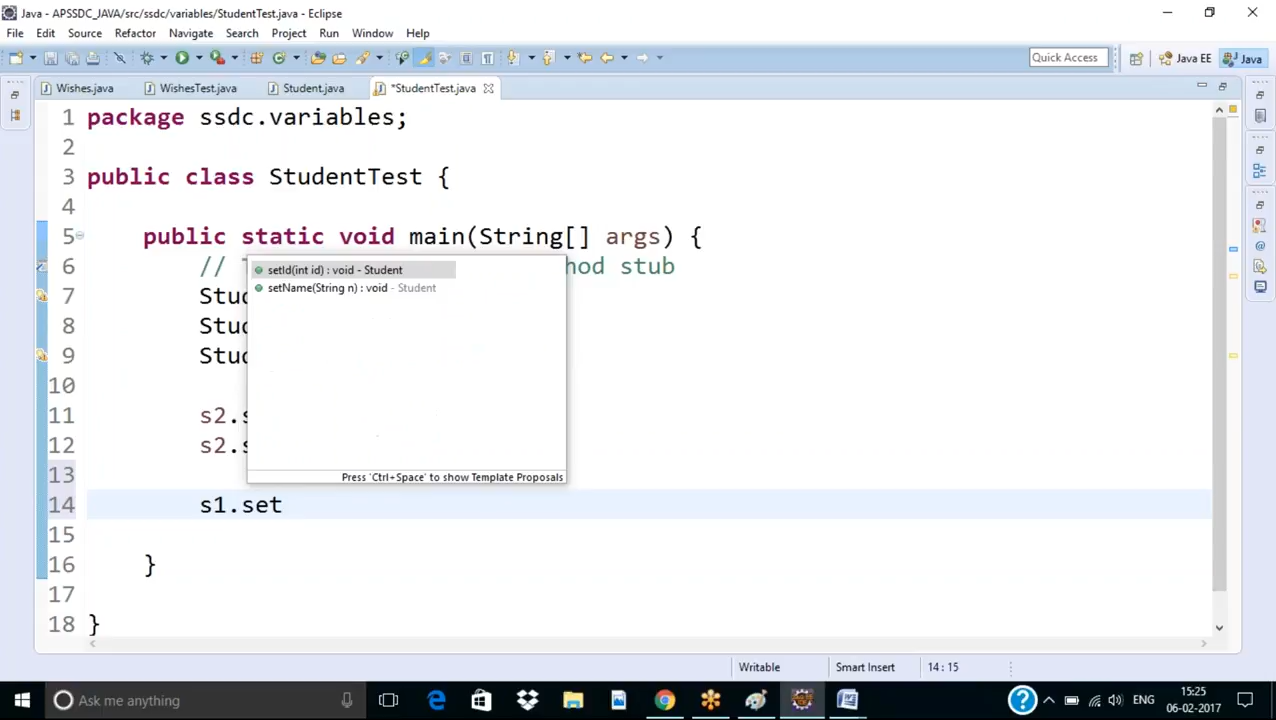 Java - APSSDC_JAVA/src/ssdc/variables/StudentTest.java - Eclipse
File Edit Source Refactor Navigate Search Project Run Window Help
Quick Access Java EE Java
Wishes.java WishesTest.java Student.java *StudentTest.java
1 package ssdc.variables;
2
3 public class StudentTest {
4
5 public static void main(String[] args) {
6 // hod stub
7 Stu
8 Stu
9 Stu
10
11 s2.
12 s2.
13
14 s1.set
15
16 }
17
18 }
setId(int id) : void - Student
setName(String n) : void - Student
Press 'Ctrl+Space' to show Template Proposals
Writable Smart Insert 14 : 15
Ask me anything
ENG 15:25
06-02-2017